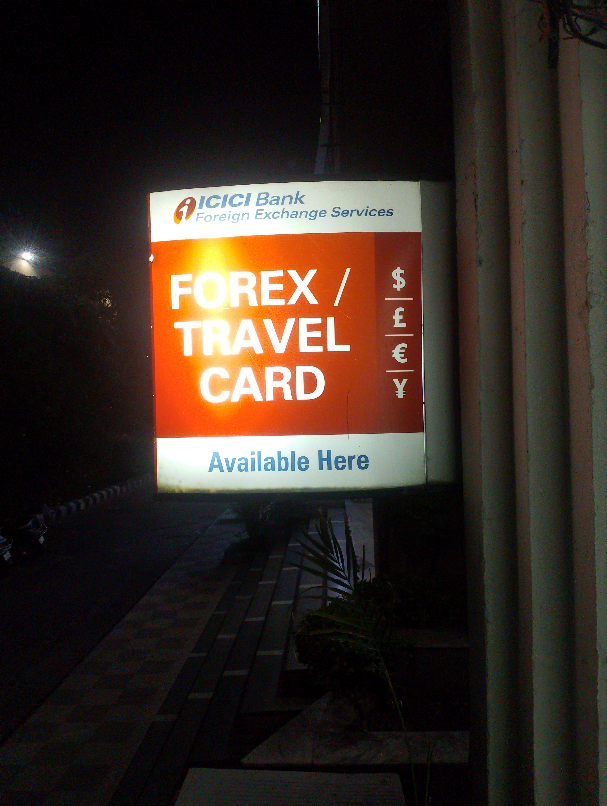 i ICICI Bank
Foreign Exchange Services
FOREX /
TRAVEL
CARD
$
£
€
¥
Available Here